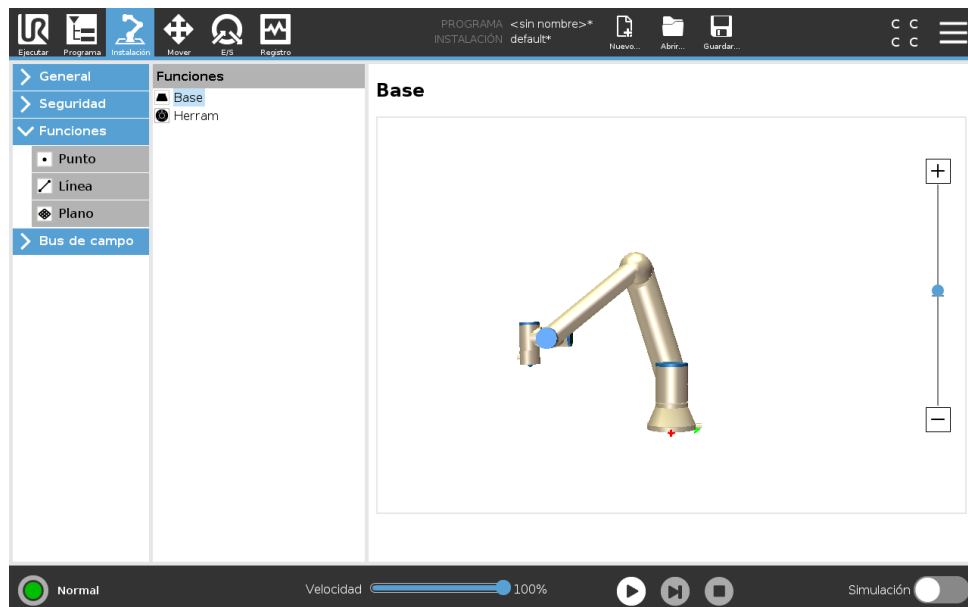 UR
PROGRAMA <sin nombre>*
INSTALACIÓN default*
Ejecutar Programa Instalación Mover E/S Registro Nuevo... Abrir... Guardar...
C C
C C
General
Seguridad
Funciones
Punto
Línea
Plano
Bus de campo
Funciones
Base
Herram
Base
Normal
Velocidad 100%
Simulación